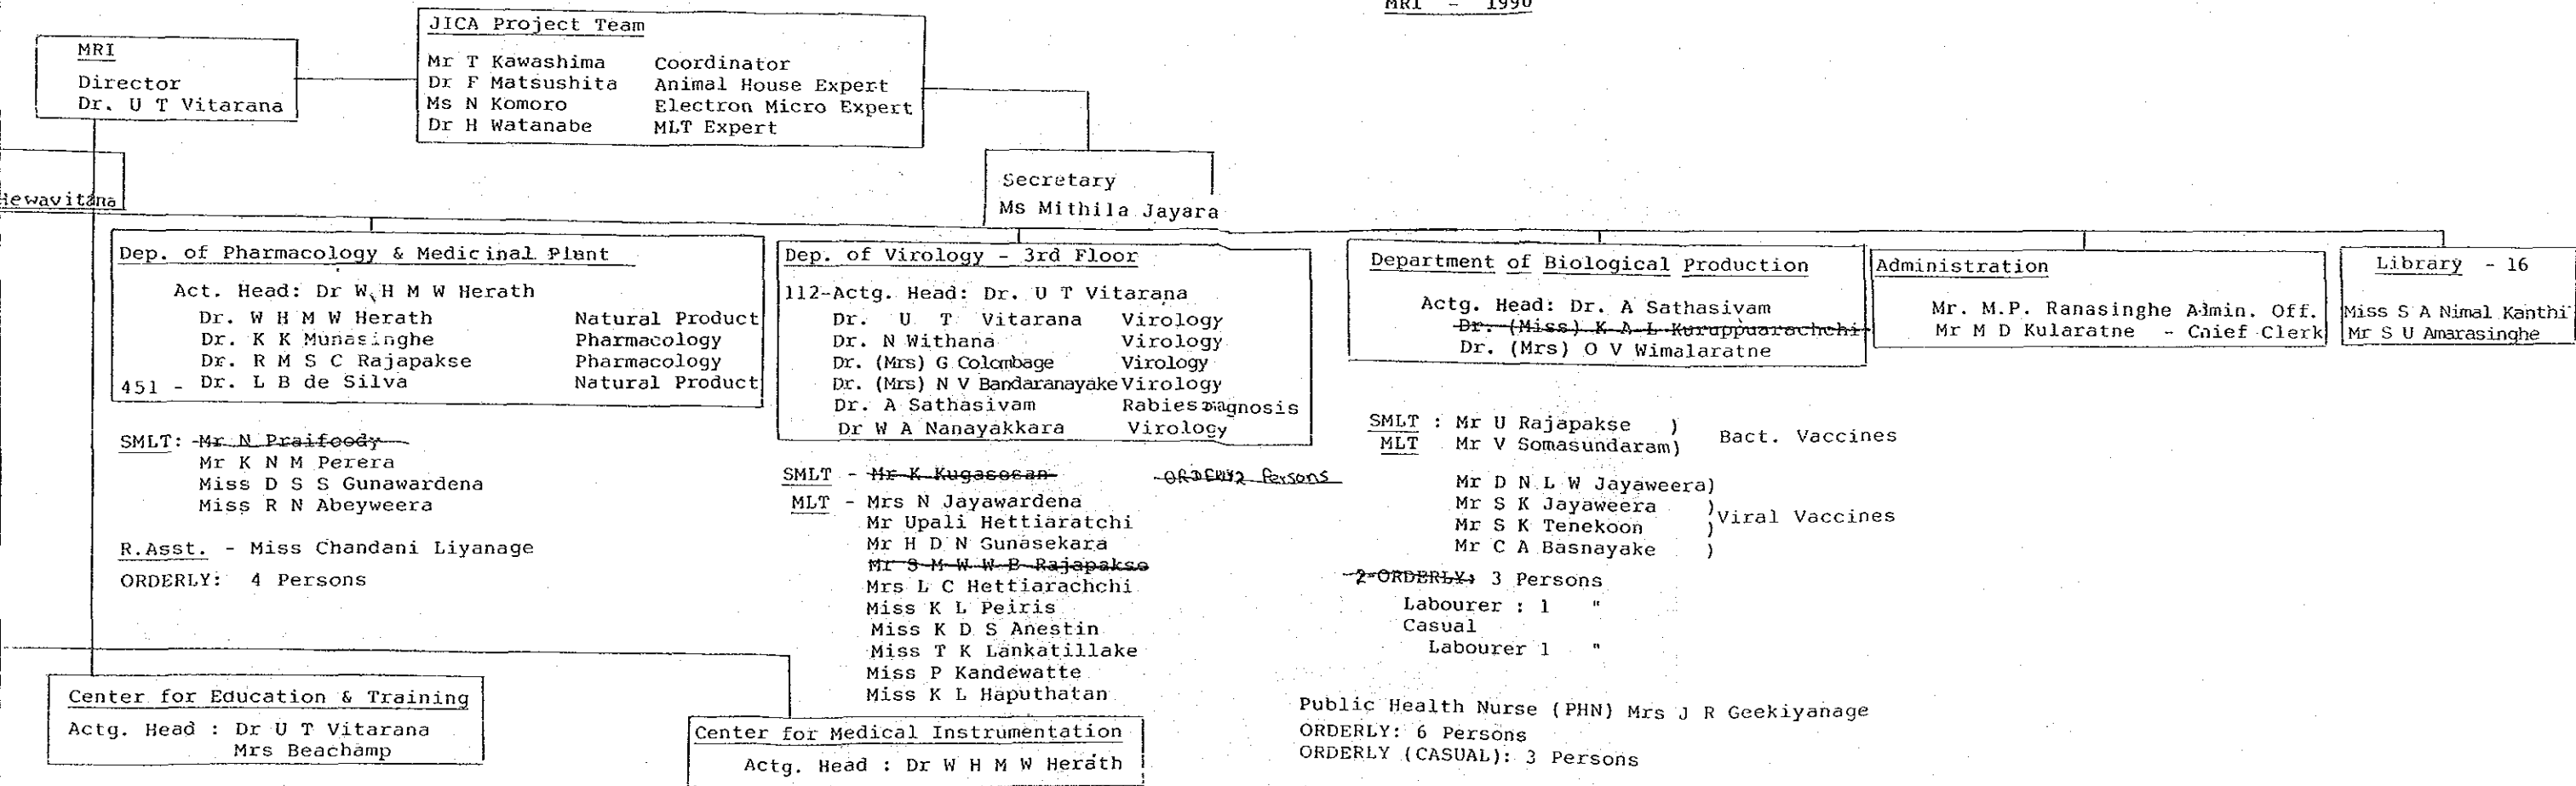 MRI - 1990
JICA Project Team
Mr T Kawashima Coordinator
Dr F Matsushita Animal House Expert
Ms N Komoro Electron Micro Expert
Dr H Watanabe MLT Expert
MRI
Director
Dr. U T Vitarana
Hewavitana
Secretary
Ms Mithila Jayara
Dep. of Pharmacology & Medicinal Plant
Act. Head: Dr W H M W Herath
Dr. W H M W Herath Natural Product
Dr. K K Munasinghe Pharmacology
Dr. R M S C Rajapakse Pharmacology
451 - Dr. L B de Silva Natural Product
SMLT: Mr N Praifoody
Mr K N M Perera
Miss D S S Gunawardena
Miss R N Abeyweera
R.Asst. - Miss Chandani Liyanage
ORDERLY: 4 Persons
Dep. of Virology - 3rd Floor
112-Actg. Head: Dr. U T Vitarana
Dr. U T Vitarana Virology
Dr. N Withana Virology
Dr. (Mrs) G Colombage Virology
Dr. (Mrs) N V Bandaranayake Virology
Dr. A Sathasivam Rabies Diagnosis
Dr W A Nanayakkara Virology
SMLT - Mr K Kugasosan
ORDERLY 2 Persons
MLT - Mrs N Jayawardena
Mr Upali Hettiaratchi
Mr H D N Gunasekara
Mr S M W W B Rajapakse
Mrs L C Hettiarachchi
Miss K L Peiris
Miss K D S Anestin
Miss T K Lankatillake
Miss P Kandewatte
Miss K L Haputhatan
Department of Biological Production
Actg. Head: Dr. A Sathasivam
Dr. (Miss) K A L Kuruppuarachchi
Dr. (Mrs) O V Wimalaratne
SMLT : Mr U Rajapakse )
MLT Mr V Somasundaram) Bact. Vaccines
Mr D N L W Jayaweera)
Mr S K Jayaweera )
Mr S K Tenekoon ) Viral Vaccines
Mr C A Basnayake )
2-ORDERLY: 3 Persons
Labourer : 1 "
Casual
Labourer 1 "
Public Health Nurse (PHN) Mrs J R Geekiyanage
ORDERLY: 6 Persons
ORDERLY (CASUAL): 3 Persons
Administration
Mr. M.P. Ranasinghe Admin. Off.
Mr M D Kularatne - Chief Clerk
Library - 16
Miss S A Nimal Kanthi
Mr S U Amarasinghe
Center for Education & Training
Actg. Head : Dr U T Vitarana
Mrs Beachamp
Center for Medical Instrumentation
Actg. Head : Dr W H M W Herath